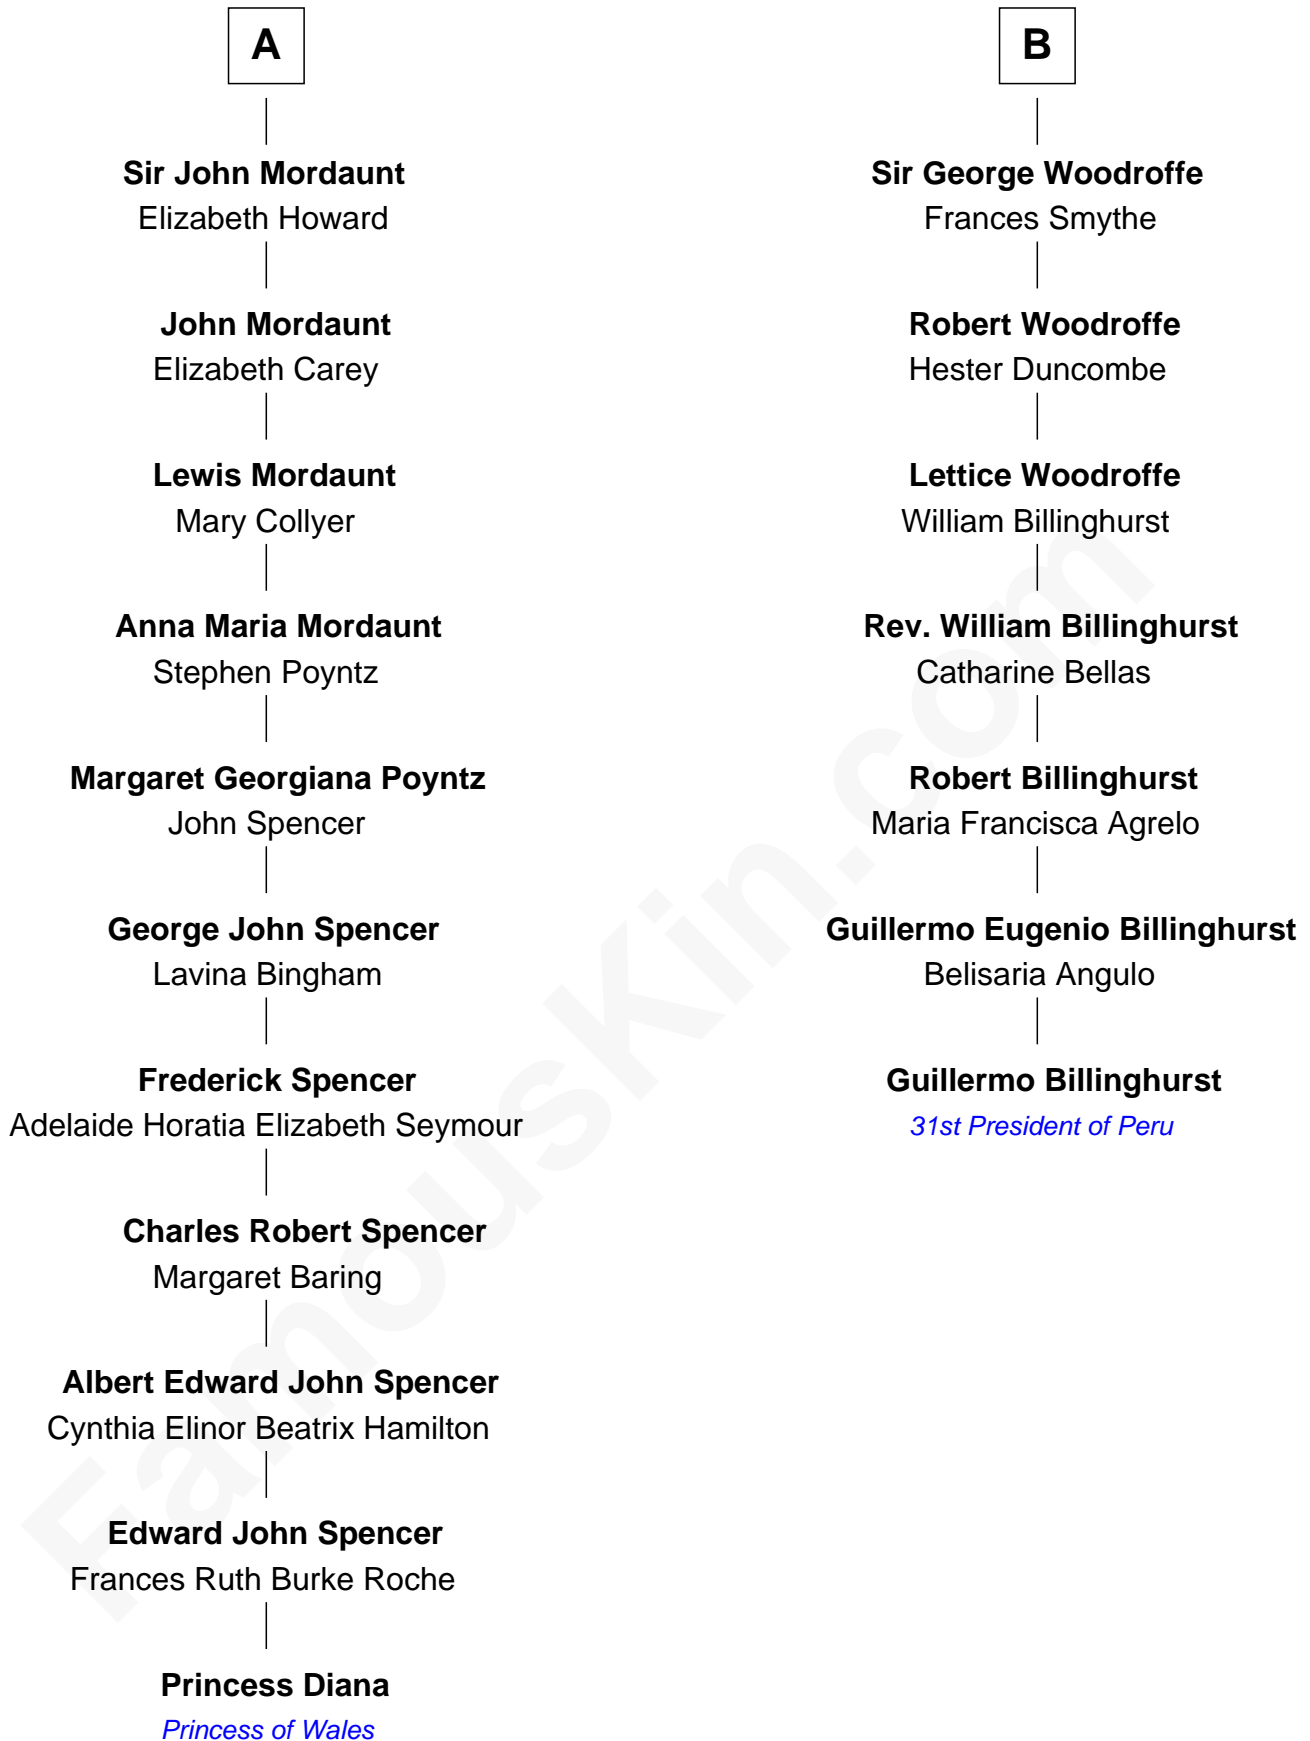 A
Sir John Mordaunt
Elizabeth Howard
John Mordaunt
Elizabeth Carey
Lewis Mordaunt
Mary Collyer
Anna Maria Mordaunt
Stephen Poyntz
Margaret Georgiana Poyntz
John Spencer
George John Spencer
Lavina Bingham
Frederick Spencer
Adelaide Horatia Elizabeth Seymour
Charles Robert Spencer
Margaret Baring
Albert Edward John Spencer
Cynthia Elinor Beatrix Hamilton
Edward John Spencer
Frances Ruth Burke Roche
Princess Diana
Princess of Wales
B
Sir George Woodroffe
Frances Smythe
Robert Woodroffe
Hester Duncombe
Lettice Woodroffe
William Billinghurst
Rev. William Billinghurst
Catharine Bellas
Robert Billinghurst
Maria Francisca Agrelo
Guillermo Eugenio Billinghurst
Belisaria Angulo
Guillermo Billinghurst
31st President of Peru
FamousKin.com